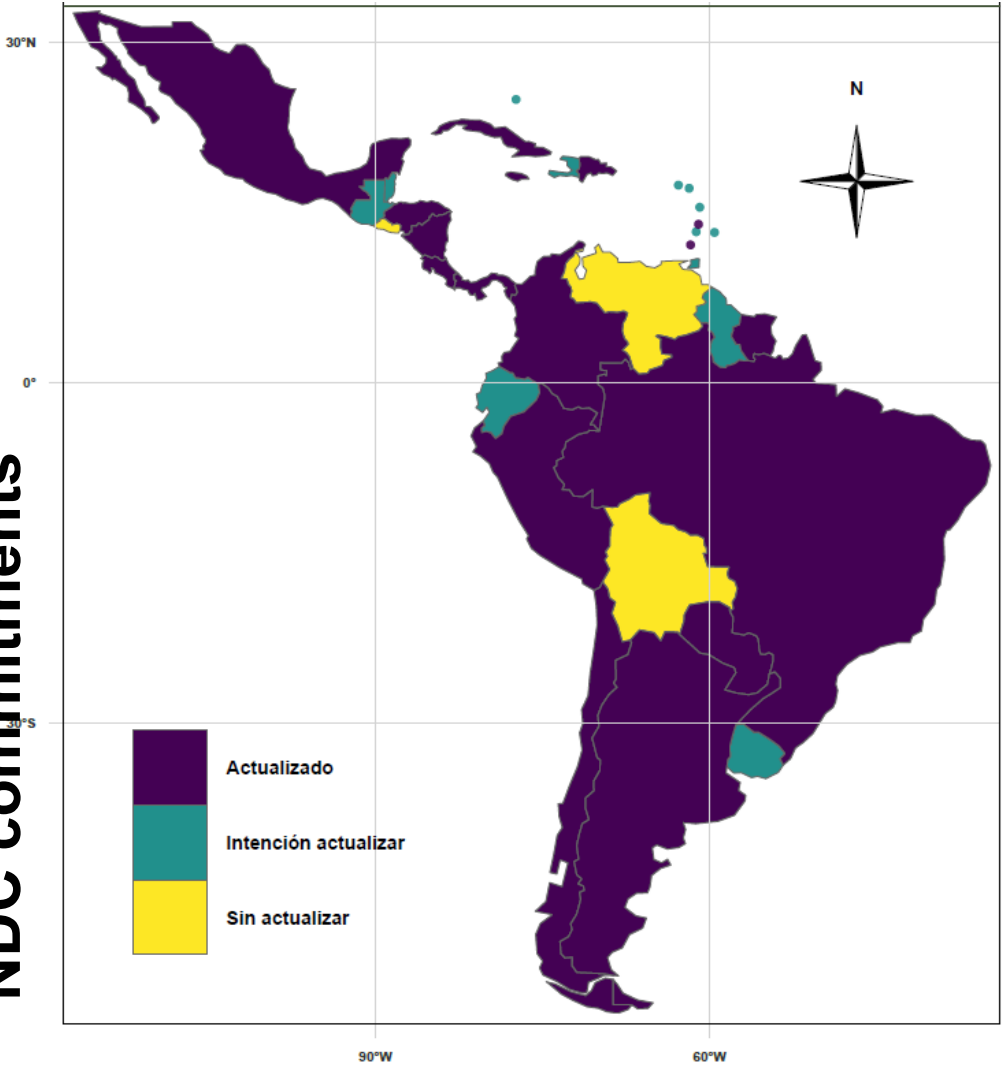 NDC commitments
30°N
N
0°
30°S
Actualizado
Intención actualizar
Sin actualizar
90°W
60°W